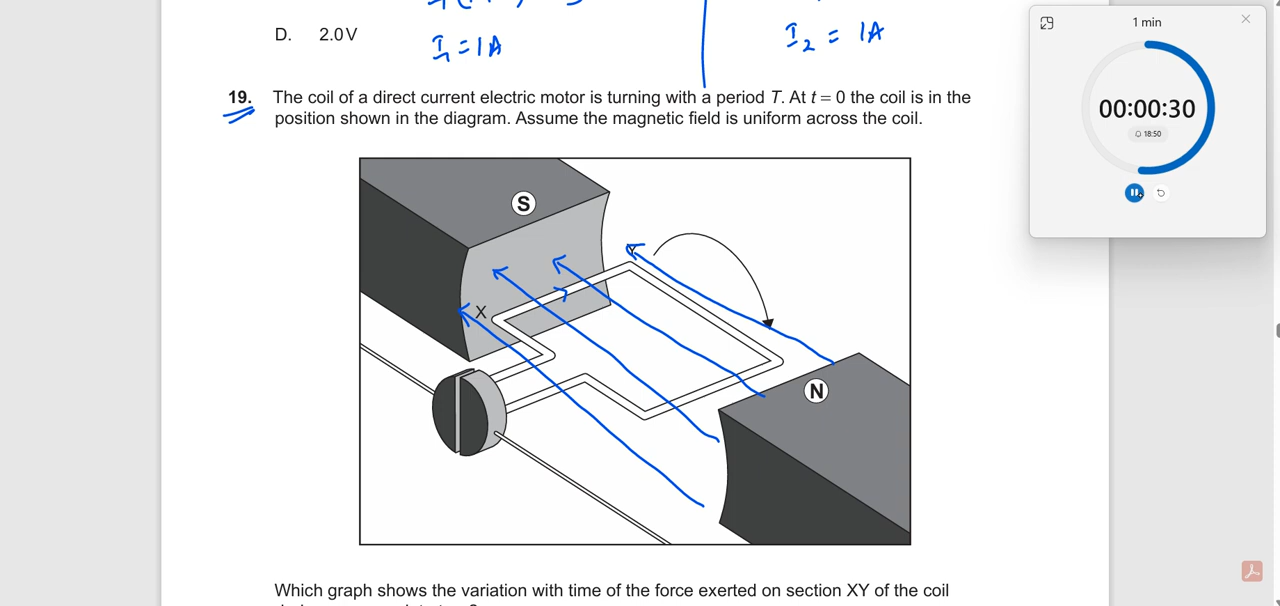 D. 2.0 V
I₁ = 1A
I₂ = 1A
19. The coil of a direct current electric motor is turning with a period T. At t = 0 the coil is in the
position shown in the diagram. Assume the magnetic field is uniform across the coil.
S
X
Y
N
Which graph shows the variation with time of the force exerted on section XY of the coil
1 min
00:00:30
18:50